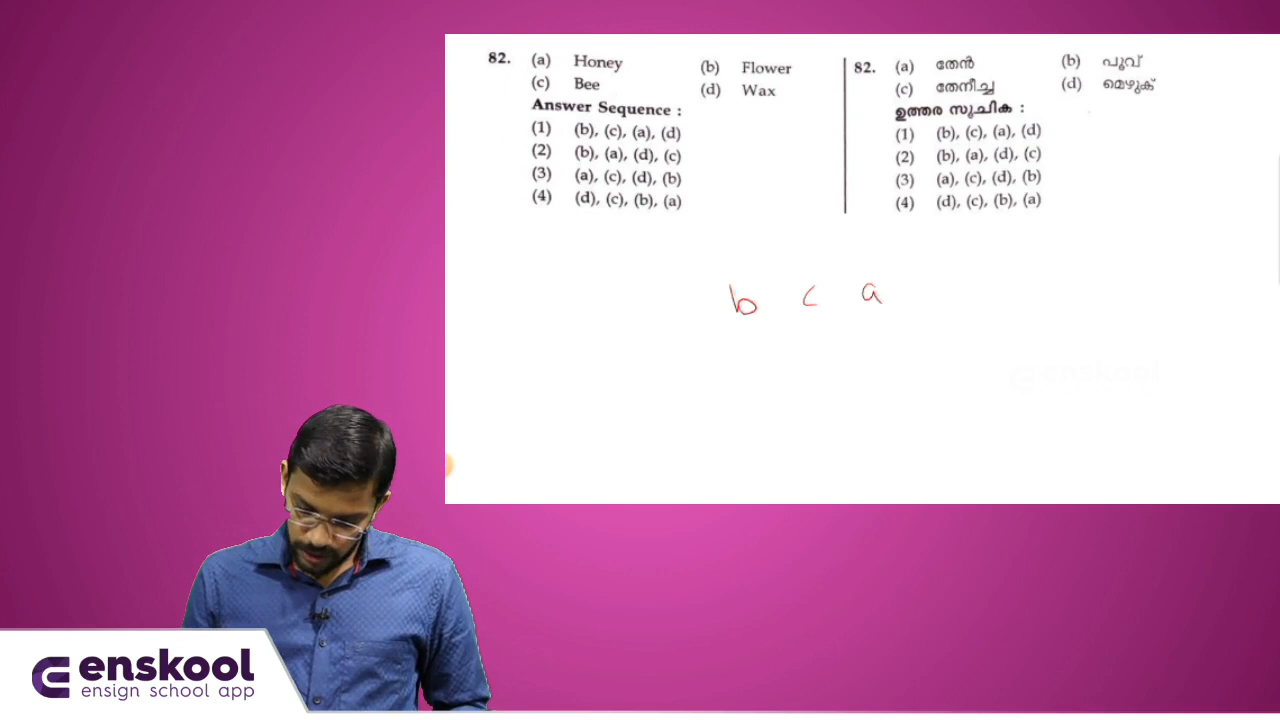 82. (a) Honey (b) Flower
(c) Bee (d) Wax
Answer Sequence :
(1) (b), (c), (a), (d)
(2) (b), (a), (d), (c)
(3) (a), (c), (d), (b)
(4) (d), (c), (b), (a)
82. (a) തേൻ (b) പൂവ്
(c) തേനീച്ച (d) മെഴുക്
ഉത്തര സൂചിക :
(1) (b), (c), (a), (d)
(2) (b), (a), (d), (c)
(3) (a), (c), (d), (b)
(4) (d), (c), (b), (a)
b c a
enskool
enskool
ensign school app